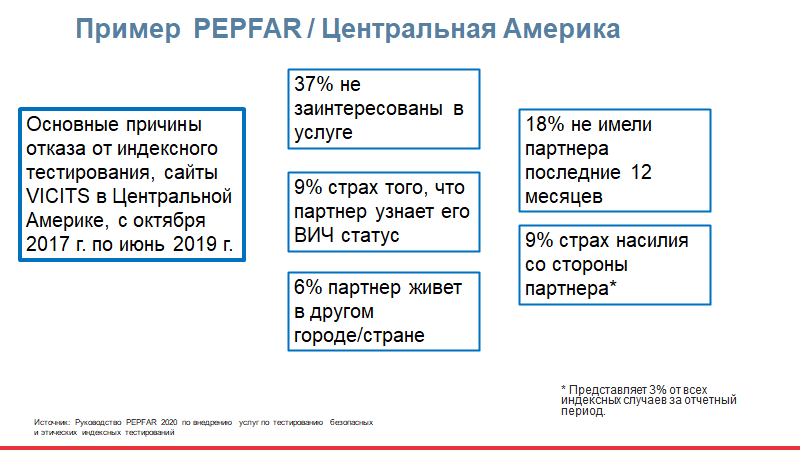 Пример PEPFAR / Центральная Америка
Основные причины
отказа от индексного
тестирования, сайты
VICITS в Центральной
Америке, с октября
2017 г. по июнь 2019 г.
37% не
заинтересованы в
услуге
9% страх того, что
партнер узнает его
ВИЧ статус
6% партнер живет
в другом
городе/стране
18% не имели
партнера
последние 12
месяцев
9% страх насилия
со стороны
партнера*
* Представляет 3% от всех
индексных случаев за отчетный
период.
Источник: Руководство PEPFAR 2020 по внедрению услуг по тестированию безопасных
и этических индексных тестирований